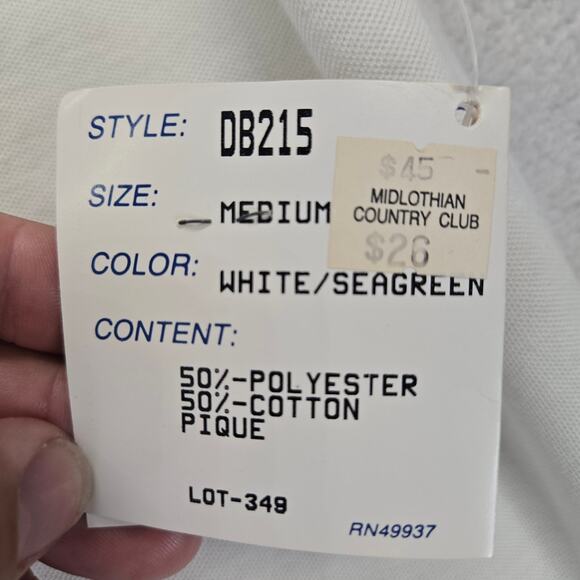 STYLE: DB215
$45 -
SIZE: MEDIUM
MIDLOTHIAN
COUNTRY CLUB
$26
COLOR: WHITE/SEAGREEN
CONTENT:
50%-POLYESTER
50%-COTTON
PIQUE
LOT-349
RN49937